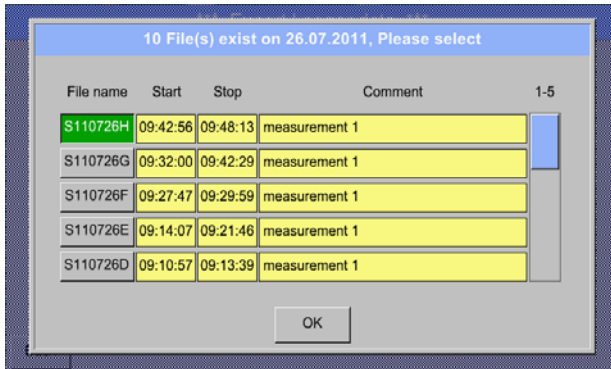 10 File(s) exist on 26.07.2011, Please select
File name Start Stop Comment 1-5
S110726H 09:42:56 09:48:13 measurement 1
S110726G 09:32:00 09:42:29 measurement 1
S110726F 09:27:47 09:29:59 measurement 1
S110726E 09:14:07 09:21:46 measurement 1
S110726D 09:10:57 09:13:39 measurement 1
OK